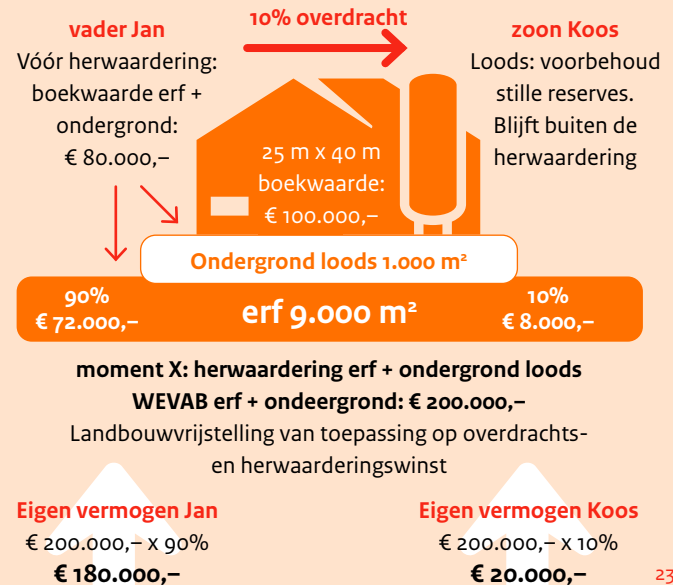 10% overdracht
vader Jan
Vóór herwaardering:
boekwaarde erf +
ondergrond:
€ 80.000,–
zoon Koos
Loods: voorbehoud
stille reserves.
Blijft buiten de
herwaardering
25 m x 40 m
boekwaarde:
€ 100.000,–
Ondergrond loods 1.000 m²
90%
€ 72.000,–
erf 9.000 m²
10%
€ 8.000,–
moment X: herwaardering erf + ondergrond loods
WEVAB erf + ondeergrond: € 200.000,–
Landbouwvrijstelling van toepassing op overdrachts-
en herwaarderingswinst
Eigen vermogen Jan
€ 200.000,– x 90%
€ 180.000,–
Eigen vermogen Koos
€ 200.000,– x 10%
€ 20.000,–
23